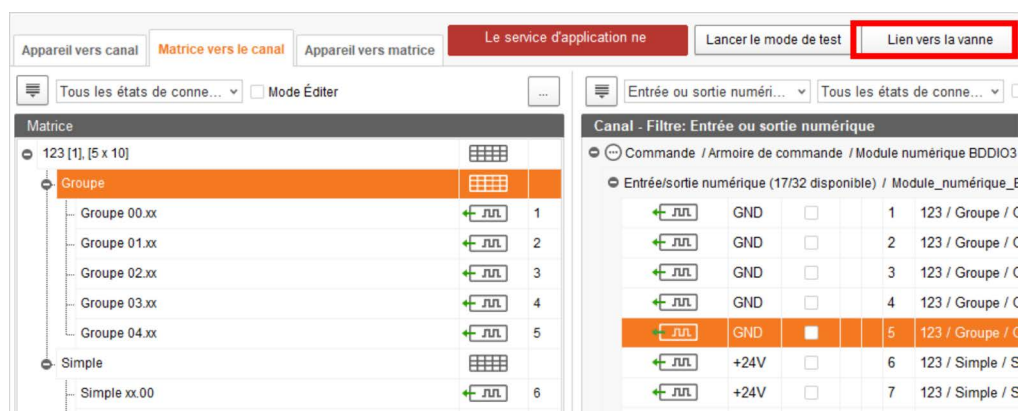 Appareil vers canal Matrice vers le canal Appareil vers matrice Le service d'application ne Lancer le mode de test Lien vers la vanne
Tous les états de conne... Mode Éditer ... Entrée ou sortie numéri... Tous les états de conne...
Matrice Canal - Filtre: Entrée ou sortie numérique
123 [1], [5 x 10] Commande / Armoire de commande / Module numérique BDDIO3
Groupe Entrée/sortie numérique (17/32 disponible) / Module_numérique_
Groupe 00.xx 1 GND 1 123 / Groupe /
Groupe 01.xx 2 GND 2 123 / Groupe /
Groupe 02.xx 3 GND 3 123 / Groupe /
Groupe 03.xx 4 GND 4 123 / Groupe /
Groupe 04.xx 5 GND 5 123 / Groupe /
Simple +24V 6 123 / Simple / S
Simple xx.00 6 +24V 7 123 / Simple / S